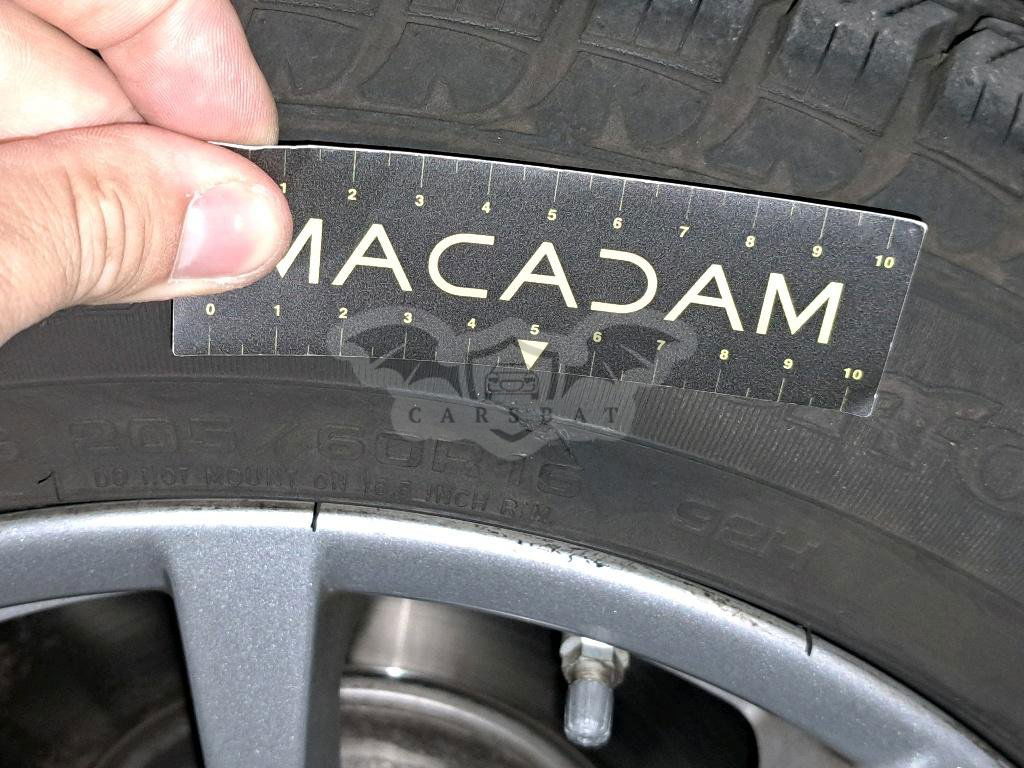 1 2 3 4 5 6 7 8 9 10
MACADAM
0 1 2 3 4 5 6 7 8 9 10
CARSBAT
205/60R16
DO NOT MOUNT ON 16.5 INCH RIM
92H